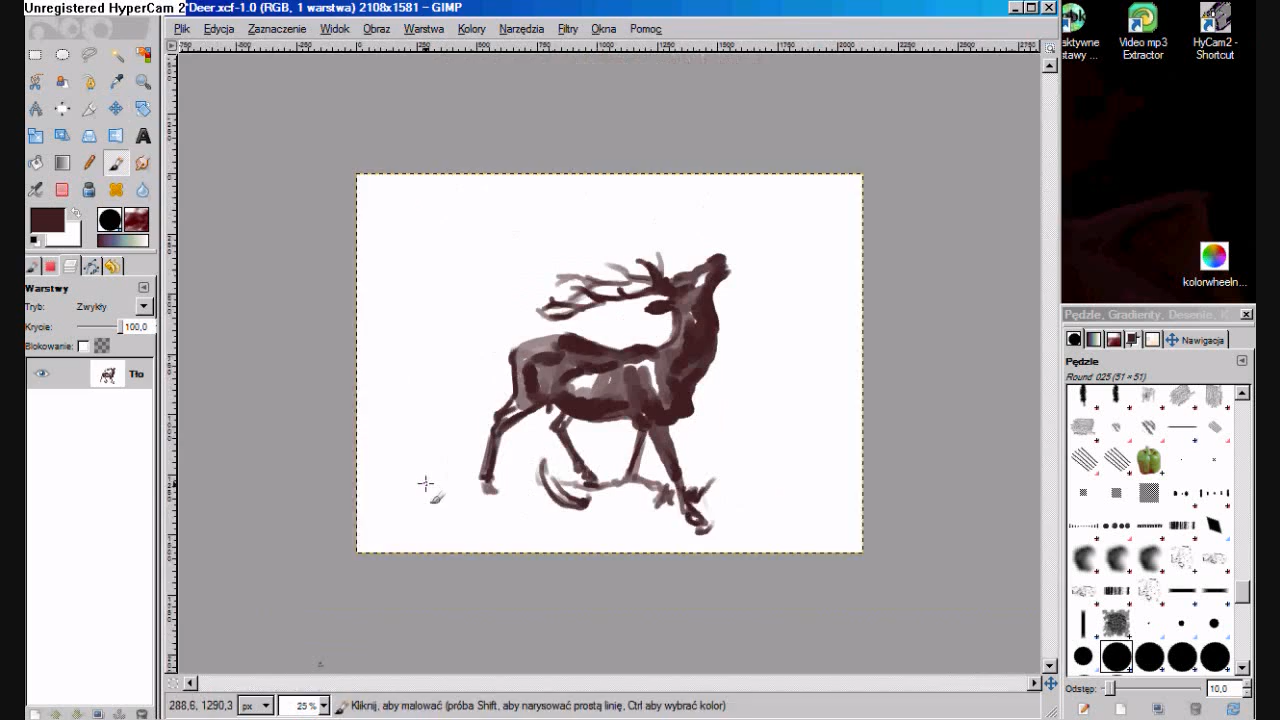 Unregistered HyperCam 2
*Deer.xcf-1.0 (RGB, 1 warstwa) 2108x1581 – GIMP
Plik Edycja Zaznaczenie Widok Obraz Warstwa Kolory Narzędzia Filtry Okna Pomoc
Warstwy
Tryb: Zwykły
Krycie: 100,0
Blokowanie:
Tło
288,6, 1290,3 px 25 % Kliknij, aby malować (próba Shift, aby narysować prostą linię, Ctrl aby wybrać kolor)
Video mp3
Extractor
HyCam2 -
Shortcut
kolorwheeln...
Pędzle, Gradienty, Desenie,
Nawigacja
Pędzle
Round 025 (51 × 51)
Odstęp: 10,0